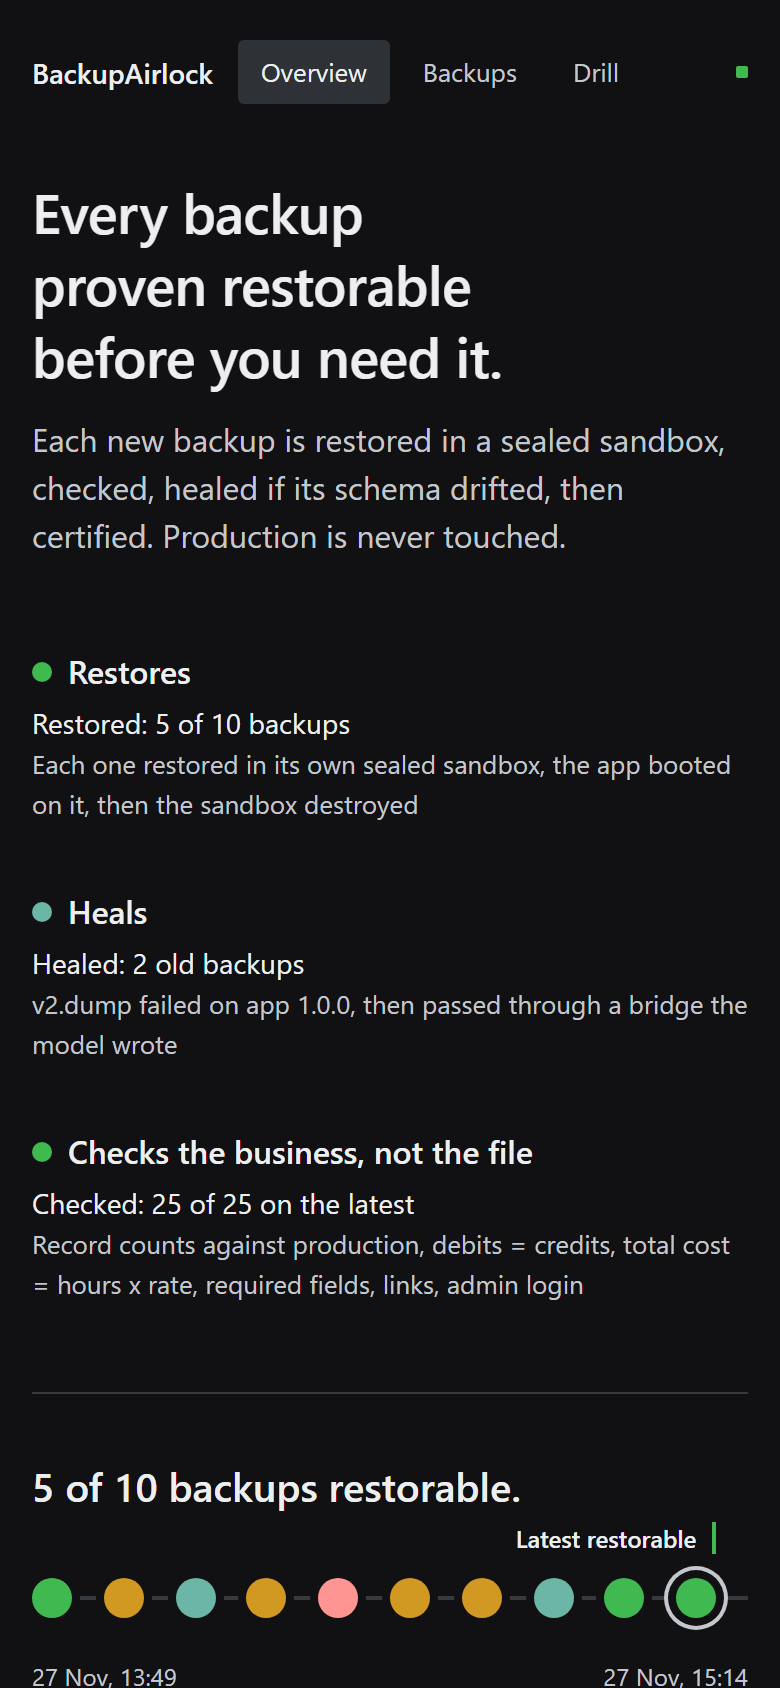 BackupAirlock Overview Backups Drill
Every backup
proven restorable
before you need it.
Each new backup is restored in a sealed sandbox,
checked, healed if its schema drifted, then
certified. Production is never touched.
Restores
Restored: 5 of 10 backups
Each one restored in its own sealed sandbox, the app booted
on it, then the sandbox destroyed
Heals
Healed: 2 old backups
v2.dump failed on app 1.0.0, then passed through a bridge the
model wrote
Checks the business, not the file
Checked: 25 of 25 on the latest
Record counts against production, debits = credits, total cost
= hours x rate, required fields, links, admin login
5 of 10 backups restorable.
Latest restorable
27 Nov, 13:49 27 Nov, 15:14